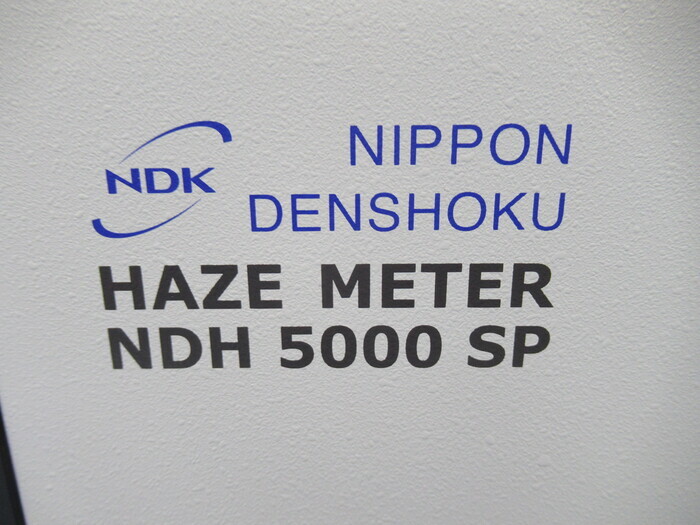 NDK
NIPPON
DENSHOKU
HAZE METER
NDH 5000 SP